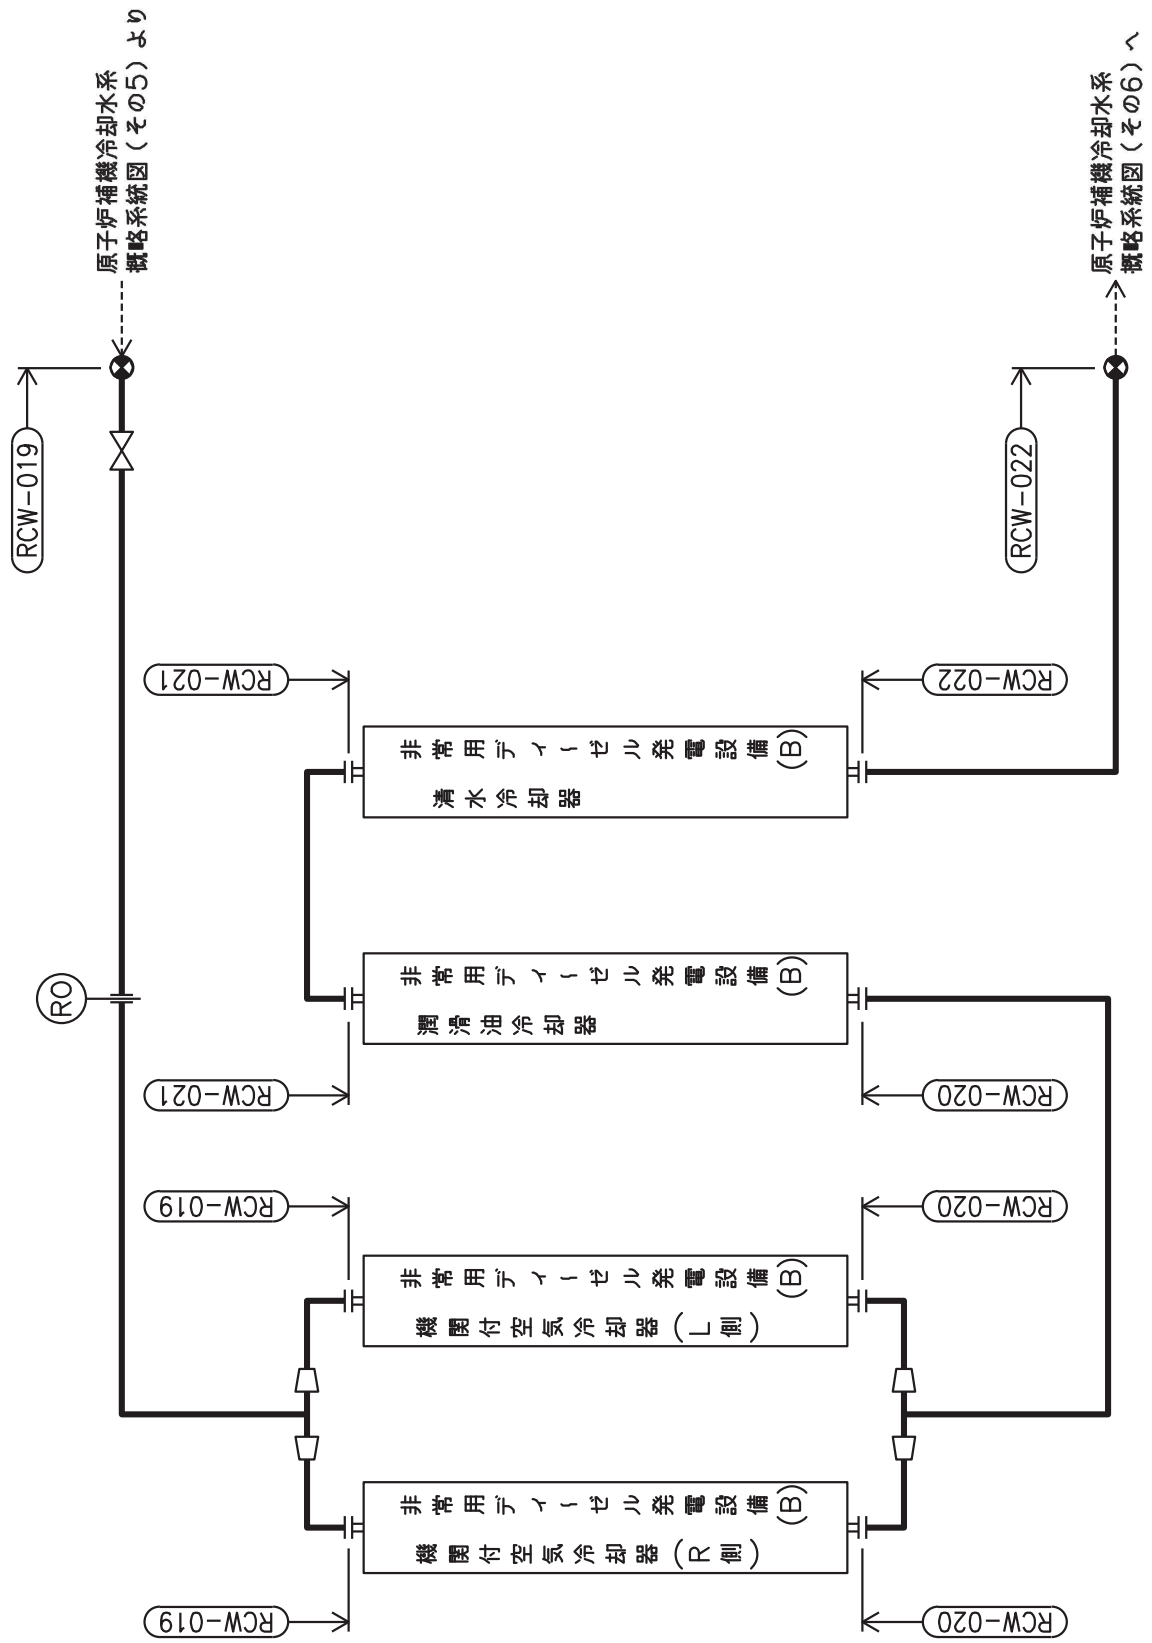 原子炉補機冷却水系
概略系統図(その5)より
原子炉補機冷却水系
概略系統図(その6)へ
RCW-019
RCW-022
RCW-021
RCW-022
非常用ディーゼル発電設備(B)
清水冷却器
RO
非常用ディーゼル発電設備(B)
潤滑油冷却器
RCW-021
RCW-020
RCW-019
RCW-020
非常用ディーゼル発電設備(B)
機関付空気冷却器(L側)
非常用ディーゼル発電設備(B)
機関付空気冷却器(R側)
RCW-019
RCW-020